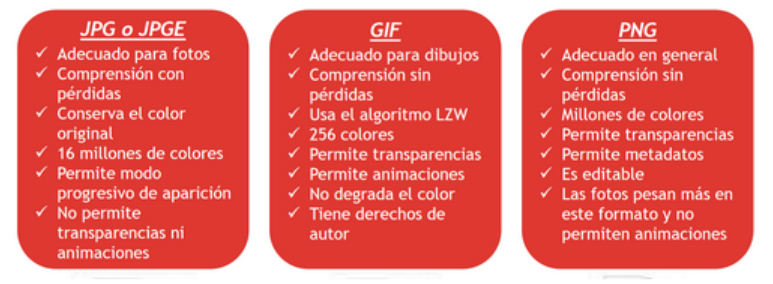 JPG o JPGE
✓ Adecuado para fotos
✓ Comprensión con
pérdidas
✓ Conserva el color
original
✓ 16 millones de colores
✓ Permite modo
progresivo de aparición
✓ No permite
transparencias ni
animaciones
GIF
✓ Adecuado para dibujos
✓ Comprensión sin
pérdidas
✓ Usa el algoritmo LZW
✓ 256 colores
✓ Permite transparencias
✓ Permite animaciones
✓ No degrada el color
✓ Tiene derechos de
autor
PNG
✓ Adecuado en general
✓ Comprensión sin
pérdidas
✓ Millones de colores
✓ Permite transparencias
✓ Permite metadatos
✓ Es editable
✓ Las fotos pesan más en
este formato y no
permiten animaciones